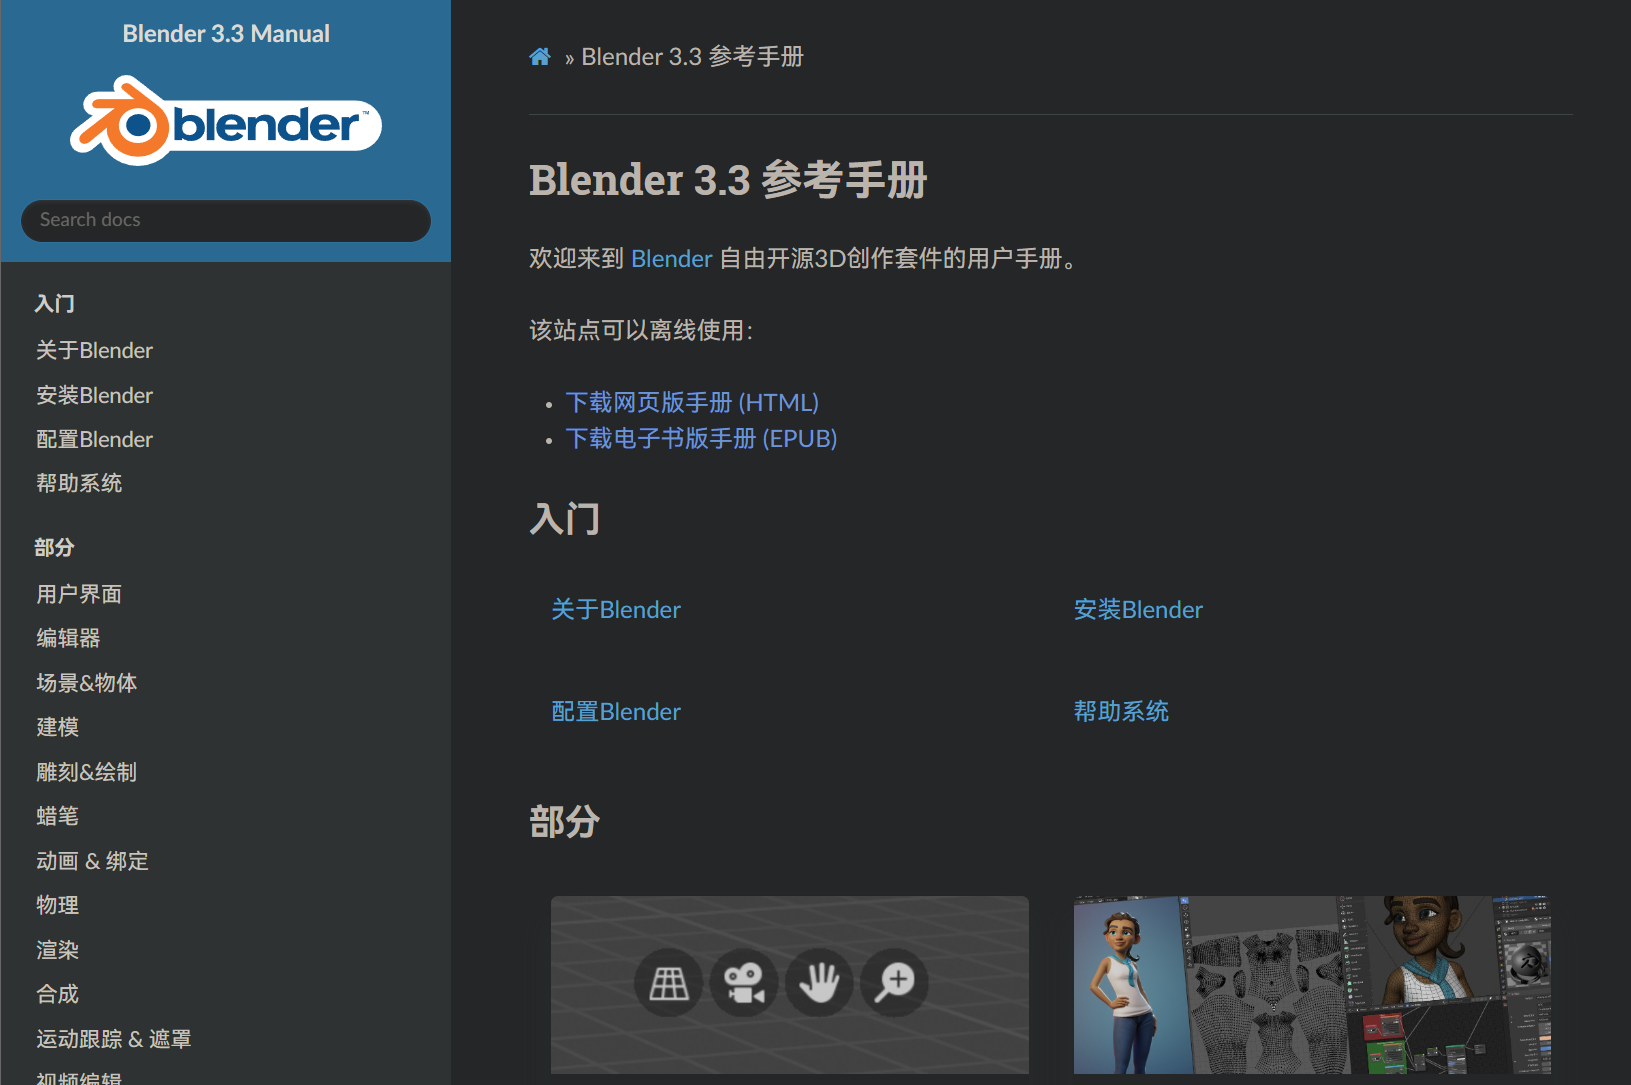 Blender 3.3 Manual
blender™
Search docs
入门
关于Blender
安装Blender
配置Blender
帮助系统
部分
用户界面
编辑器
场景&物体
建模
雕刻&绘制
蜡笔
动画 & 绑定
物理
渲染
合成
运动跟踪 & 遮罩
视频编辑
» Blender 3.3 参考手册
Blender 3.3 参考手册
欢迎来到 Blender 自由开源3D创作套件的用户手册。
该站点可以离线使用:
• 下载网页版手册 (HTML)
• 下载电子书版手册 (EPUB)
入门
关于Blender
安装Blender
配置Blender
帮助系统
部分